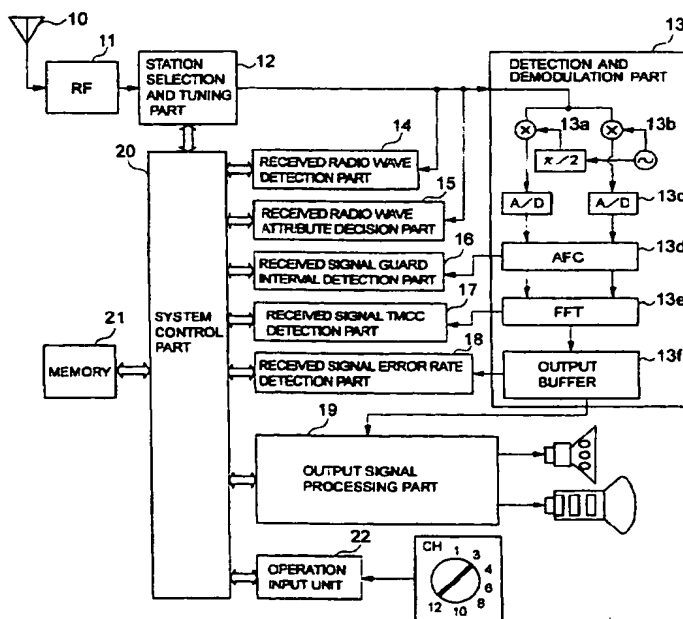 10
11
RF
12
STATION
SELECTION
AND TUNING
PART
13
DETECTION AND
DEMODULATION PART
13a
13b
π/2
A/D
A/D
13c
AFC
13d
FFT
13e
OUTPUT
BUFFER
13f
14
RECEIVED RADIO WAVE
DETECTION PART
15
RECEIVED RADIO WAVE
ATTRIBUTE DECISION PART
16
RECEIVED SIGNAL GUARD
INTERVAL DETECTION PART
17
RECEIVED SIGNAL TMCC
DETECTION PART
18
RECEIVED SIGNAL ERROR RATE
DETECTION PART
20
SYSTEM
CONTROL
PART
21
MEMORY
19
OUTPUT SIGNAL
PROCESSING PART
22
OPERATION
INPUT UNIT
CH
1
3
4
6
8
10
12